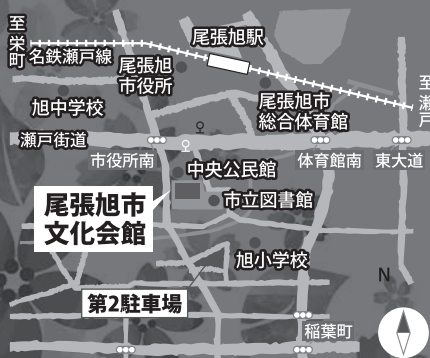 至栄町
名鉄瀬戸線
尾張旭駅
尾張旭
市役所
至瀬戸
旭中学校
尾張旭市
総合体育館
瀬戸街道
市役所南
中央公民館
体育館南
東大道
尾張旭市
文化会館
市立図書館
旭小学校
第2駐車場
N
稲葉町